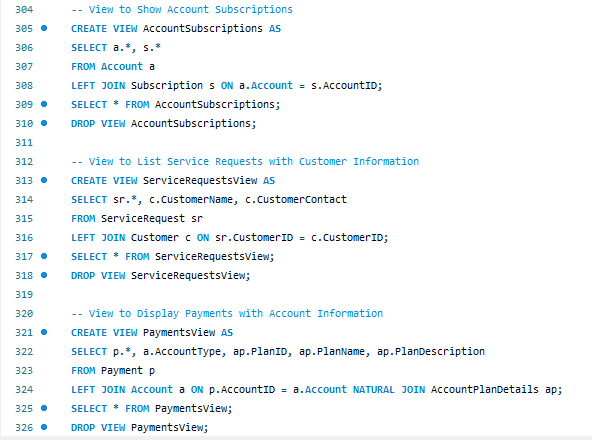 304 -- View to Show Account Subscriptions
305 CREATE VIEW AccountSubscriptions AS
306 SELECT a.*, s.*
307 FROM Account a
308 LEFT JOIN Subscription s ON a.Account = s.AccountID;
309 SELECT * FROM AccountSubscriptions;
310 DROP VIEW AccountSubscriptions;
311
312 -- View to List Service Requests with Customer Information
313 CREATE VIEW ServiceRequestsView AS
314 SELECT sr.*, c.CustomerName, c.CustomerContact
315 FROM ServiceRequest sr
316 LEFT JOIN Customer c ON sr.CustomerID = c.CustomerID;
317 SELECT * FROM ServiceRequestsView;
318 DROP VIEW ServiceRequestsView;
319
320 -- View to Display Payments with Account Information
321 CREATE VIEW PaymentsView AS
322 SELECT p.*, a.AccountType, ap.PlanID, ap.PlanName, ap.PlanDescription
323 FROM Payment p
324 LEFT JOIN Account a ON p.AccountID = a.Account NATURAL JOIN AccountPlanDetails ap;
325 SELECT * FROM PaymentsView;
326 DROP VIEW PaymentsView;